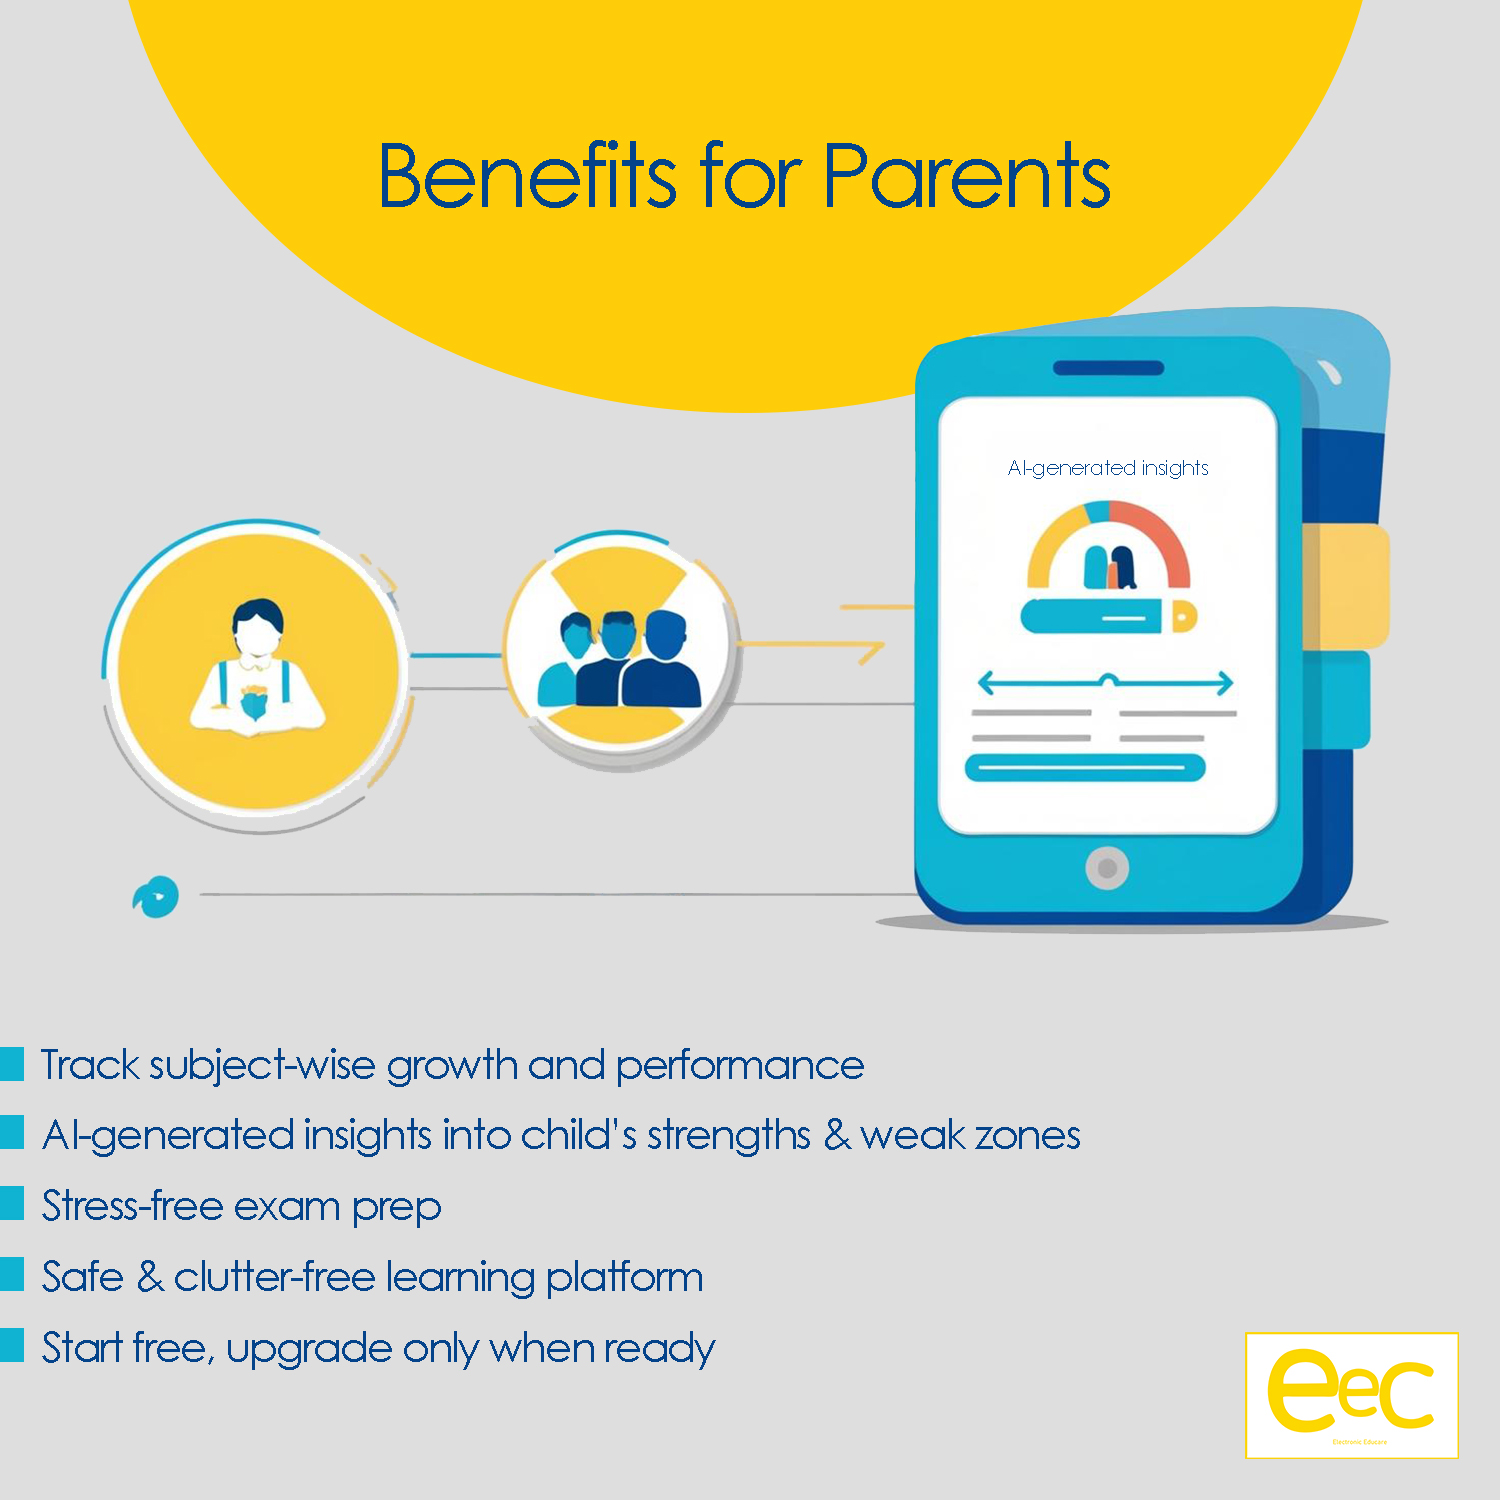 Benefits for Parents
AI-generated insights
Track subject-wise growth and performance
AI-generated insights into child's strengths & weak zones
Stress-free exam prep
Safe & clutter-free learning platform
Start free, upgrade only when ready
eec
Electronic Educare